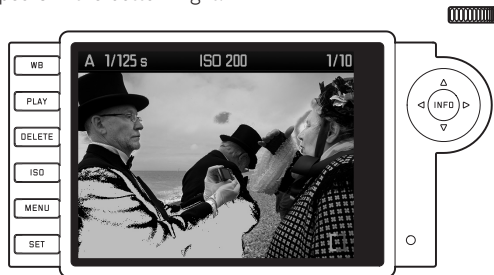 A 1/125 s ISO 200 1/10
WB
PLAY
DELETE
ISO
MENU
SET
INFO